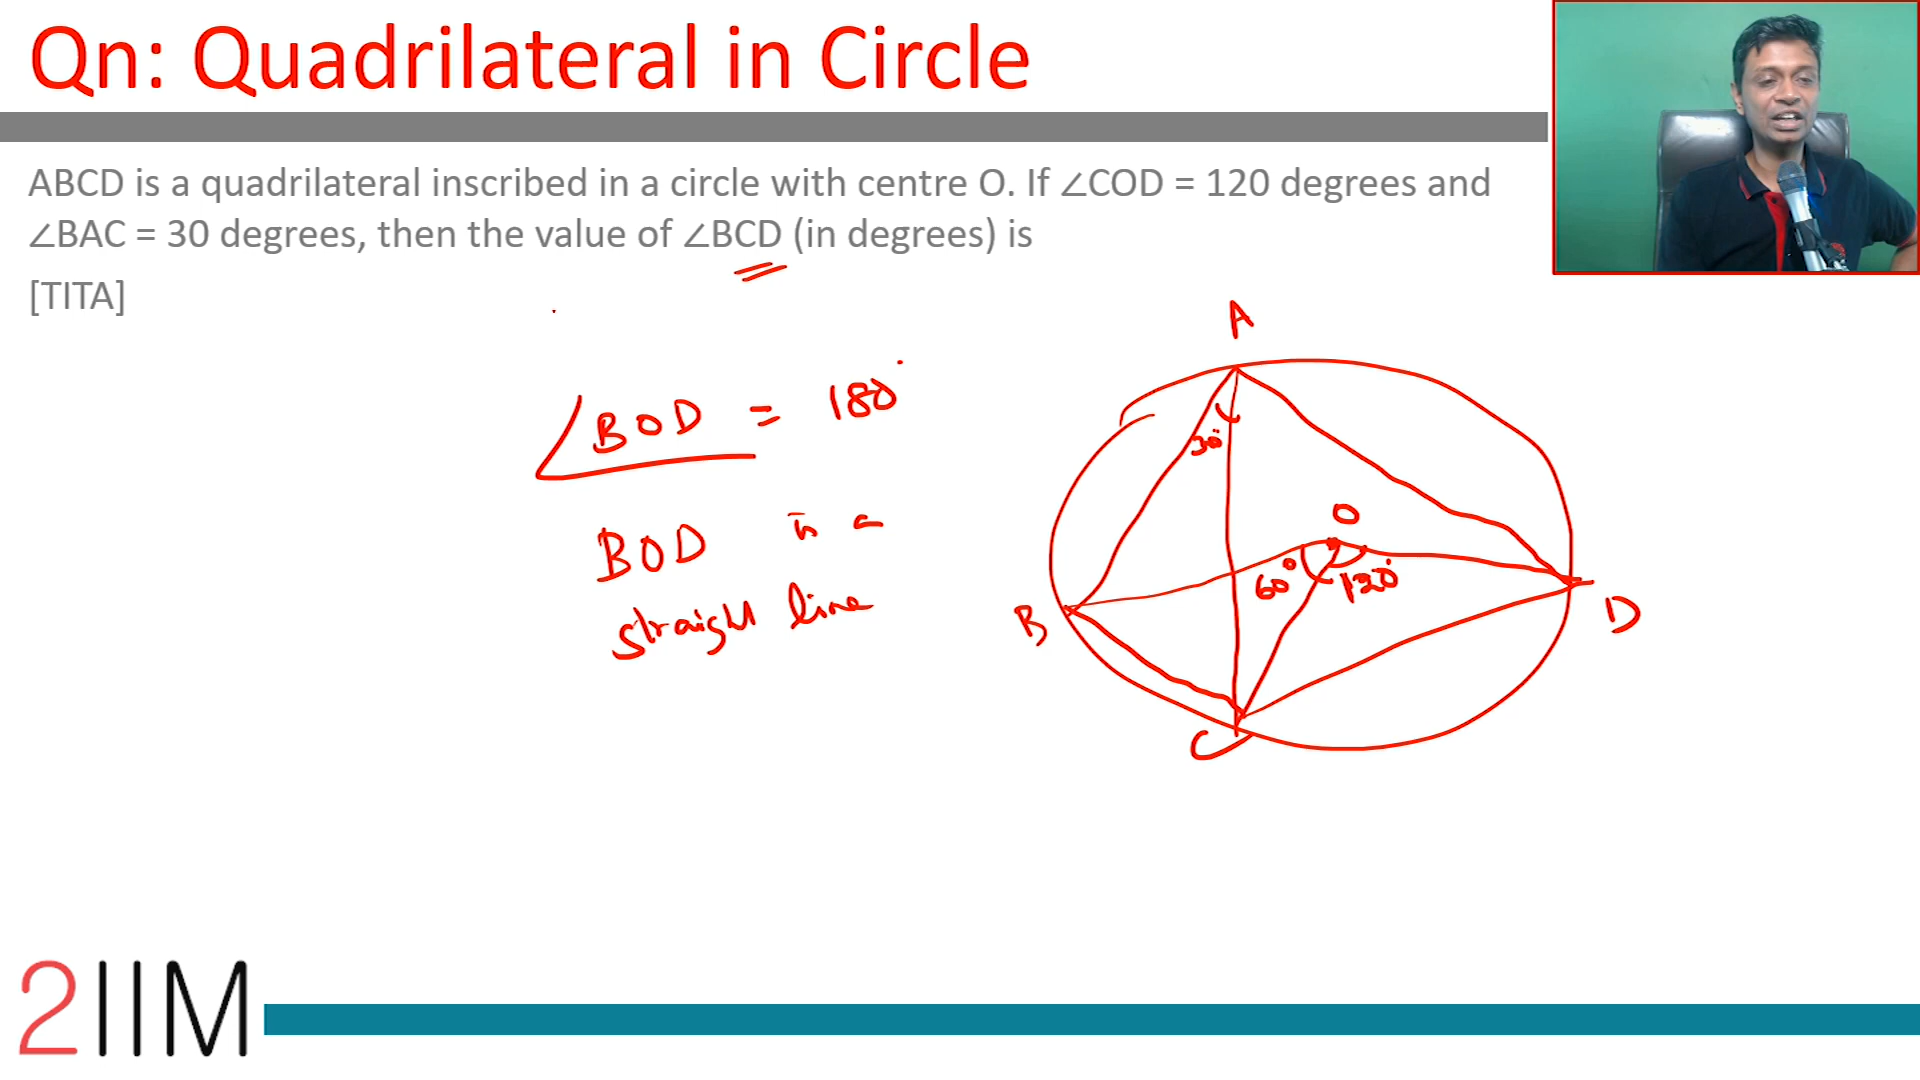 Qn: Quadrilateral in Circle
ABCD is a quadrilateral inscribed in a circle with centre O. If ∠COD = 120 degrees and
∠BAC = 30 degrees, then the value of ∠BCD (in degrees) is
[TITA]
∠BOD = 180°
BOD is a
straight line
A
30°
O
60° 120°
B
D
C
2IIM